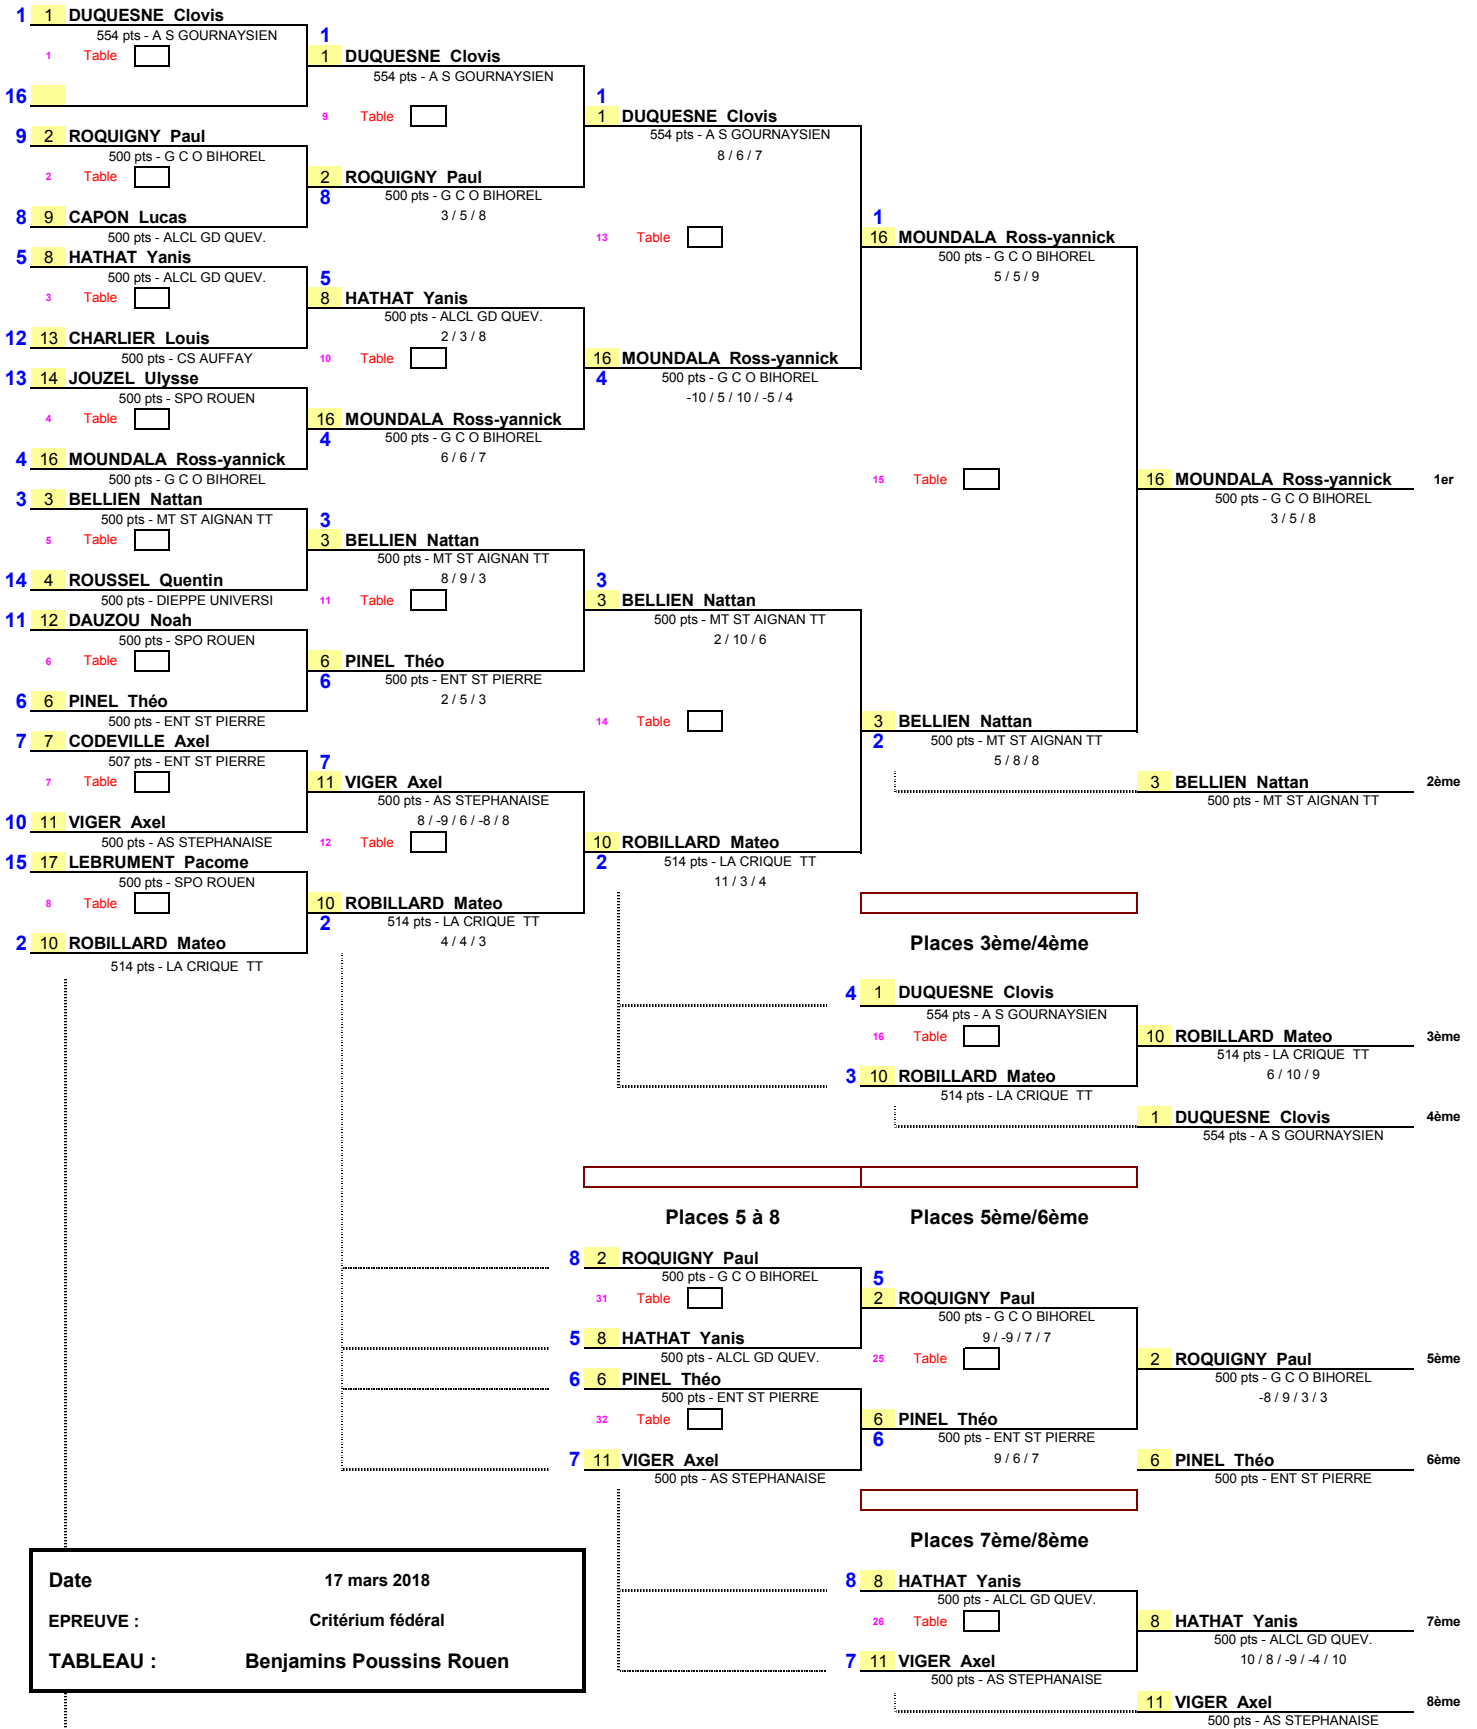 1 1 DUQUESNE Clovis
554 pts - A S GOURNAYSIEN
1 Table
16
9 2 ROQUIGNY Paul
500 pts - G C O BIHOREL
2 Table
8 9 CAPON Lucas
500 pts - ALCL GD QUEV.
5 8 HATHAT Yanis
500 pts - ALCL GD QUEV.
3 Table
12 13 CHARLIER Louis
500 pts - CS AUFFAY
13 14 JOUZEL Ulysse
500 pts - SPO ROUEN
4 Table
4 16 MOUNDALA Ross-yannick
500 pts - G C O BIHOREL
3 3 BELLIEN Nattan
500 pts - MT ST AIGNAN TT
5 Table
14 4 ROUSSEL Quentin
500 pts - DIEPPE UNIVERSI
11 12 DAUZOU Noah
500 pts - SPO ROUEN
6 Table
6 6 PINEL Théo
500 pts - ENT ST PIERRE
7 7 CODEVILLE Axel
507 pts - ENT ST PIERRE
7 Table
10 11 VIGER Axel
500 pts - AS STEPHANAISE
15 17 LEBRUMENT Pacome
500 pts - SPO ROUEN
8 Table
2 10 ROBILLARD Mateo
514 pts - LA CRIQUE TT
1
1 DUQUESNE Clovis
554 pts - A S GOURNAYSIEN
9 Table
2 ROQUIGNY Paul
8 500 pts - G C O BIHOREL
3 / 5 / 8
5
8 HATHAT Yanis
500 pts - ALCL GD QUEV.
2 / 3 / 8
10 Table
16 MOUNDALA Ross-yannick
4 500 pts - G C O BIHOREL
6 / 6 / 7
3
3 BELLIEN Nattan
500 pts - MT ST AIGNAN TT
8 / 9 / 3
11 Table
6 PINEL Théo
6 500 pts - ENT ST PIERRE
2 / 5 / 3
7
11 VIGER Axel
500 pts - AS STEPHANAISE
8 / -9 / 6 / -8 / 8
12 Table
10 ROBILLARD Mateo
2 514 pts - LA CRIQUE TT
4 / 4 / 3
1
1 DUQUESNE Clovis
554 pts - A S GOURNAYSIEN
8 / 6 / 7
13 Table
16 MOUNDALA Ross-yannick
4 500 pts - G C O BIHOREL
-10 / 5 / 10 / -5 / 4
3
3 BELLIEN Nattan
500 pts - MT ST AIGNAN TT
2 / 10 / 6
14 Table
10 ROBILLARD Mateo
2 514 pts - LA CRIQUE TT
11 / 3 / 4
1
16 MOUNDALA Ross-yannick
500 pts - G C O BIHOREL
5 / 5 / 9
15 Table
3 BELLIEN Nattan
2 500 pts - MT ST AIGNAN TT
5 / 8 / 8
16 MOUNDALA Ross-yannick 1er
500 pts - G C O BIHOREL
3 / 5 / 8
3 BELLIEN Nattan 2ème
500 pts - MT ST AIGNAN TT
Places 3ème/4ème
4 1 DUQUESNE Clovis
554 pts - A S GOURNAYSIEN
16 Table
3 10 ROBILLARD Mateo
514 pts - LA CRIQUE TT
10 ROBILLARD Mateo 3ème
514 pts - LA CRIQUE TT
6 / 10 / 9
1 DUQUESNE Clovis 4ème
554 pts - A S GOURNAYSIEN
Places 5 à 8 Places 5ème/6ème
8 2 ROQUIGNY Paul
500 pts - G C O BIHOREL
31 Table
5 8 HATHAT Yanis
500 pts - ALCL GD QUEV.
6 6 PINEL Théo
500 pts - ENT ST PIERRE
32 Table
7 11 VIGER Axel
500 pts - AS STEPHANAISE
5
2 ROQUIGNY Paul
500 pts - G C O BIHOREL
9 / -9 / 7 / 7
25 Table
6 PINEL Théo
6 500 pts - ENT ST PIERRE
9 / 6 / 7
2 ROQUIGNY Paul 5ème
500 pts - G C O BIHOREL
-8 / 9 / 3 / 3
6 PINEL Théo 6ème
500 pts - ENT ST PIERRE
Places 7ème/8ème
8 8 HATHAT Yanis
500 pts - ALCL GD QUEV.
26 Table
7 11 VIGER Axel
500 pts - AS STEPHANAISE
8 HATHAT Yanis 7ème
500 pts - ALCL GD QUEV.
10 / 8 / -9 / -4 / 10
11 VIGER Axel 8ème
500 pts - AS STEPHANAISE
Date 17 mars 2018
EPREUVE : Critérium fédéral
TABLEAU : Benjamins Poussins Rouen